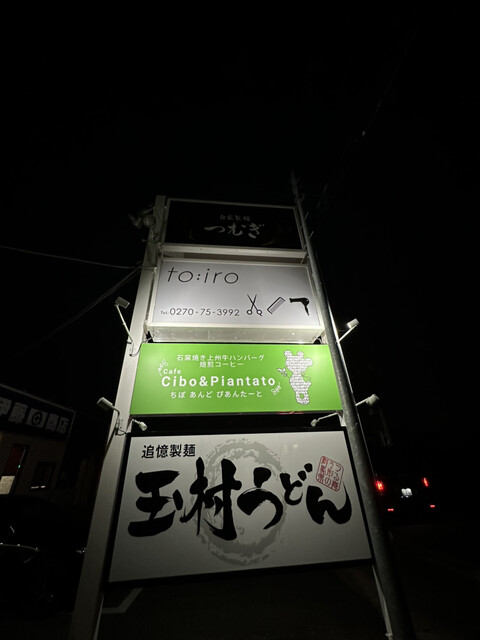 自家製麺
つむぎ
to:iro
TEL.0270-75-3992
石窯焼き上州牛ハンバーグ
焙煎コーヒー
Cafe
Cibo&Piantato
ちぼ あんど ぴあんたーと
追憶製麺
玉村うどん